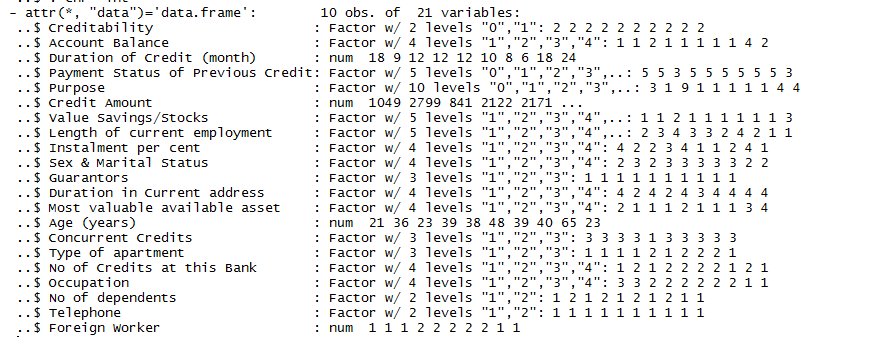 - attr(*, "data")='data.frame':	10 obs. of  21 variables:
..$ Creditability                    : Factor w/ 2 levels "0","1": 2 2 2 2 2 2 2 2 2 2
..$ Account Balance                  : Factor w/ 4 levels "1","2","3","4": 1 1 2 1 1 1 1 1 4 2
..$ Duration of Credit (month)       : num  18 9 12 12 12 10 8 6 18 24
..$ Payment Status of Previous Credit: Factor w/ 5 levels "0","1","2","3",..: 5 5 3 5 5 5 5 5 5 3
..$ Purpose                          : Factor w/ 10 levels "0","1","2","3",..: 3 1 9 1 1 1 1 1 4 4
..$ Credit Amount                    : num  1049 2799 841 2122 2171 ...
..$ Value Savings/Stocks             : Factor w/ 5 levels "1","2","3","4",..: 1 1 2 1 1 1 1 1 1 3
..$ Length of current employment     : Factor w/ 5 levels "1","2","3","4",..: 2 3 4 3 3 2 4 2 1 1
..$ Instalment per cent              : Factor w/ 4 levels "1","2","3","4": 4 2 2 3 4 1 1 2 4 1
..$ Sex & Marital Status             : Factor w/ 4 levels "1","2","3","4": 2 3 2 3 3 3 3 3 2 2
..$ Guarantors                       : Factor w/ 3 levels "1","2","3": 1 1 1 1 1 1 1 1 1 1
..$ Duration in Current address      : Factor w/ 4 levels "1","2","3","4": 4 2 4 2 4 3 4 4 4 4
..$ Most valuable available asset    : Factor w/ 4 levels "1","2","3","4": 2 1 1 1 2 1 1 1 3 4
..$ Age (years)                      : num  21 36 23 39 38 48 39 40 65 23
..$ Concurrent Credits               : Factor w/ 3 levels "1","2","3": 3 3 3 3 1 3 3 3 3 3
..$ Type of apartment                : Factor w/ 3 levels "1","2","3": 1 1 1 1 2 1 2 2 2 1
..$ No of Credits at this Bank       : Factor w/ 4 levels "1","2","3","4": 1 2 1 2 2 2 2 1 2 1
..$ Occupation                       : Factor w/ 4 levels "1","2","3","4": 3 3 2 2 2 2 2 2 1 1
..$ No of dependents                 : Factor w/ 2 levels "1","2": 1 2 1 2 1 2 1 2 1 1
..$ Telephone                        : Factor w/ 2 levels "1","2": 1 1 1 1 1 1 1 1 1 1
..$ Foreign Worker                   : num  1 1 1 2 2 2 2 2 1 1